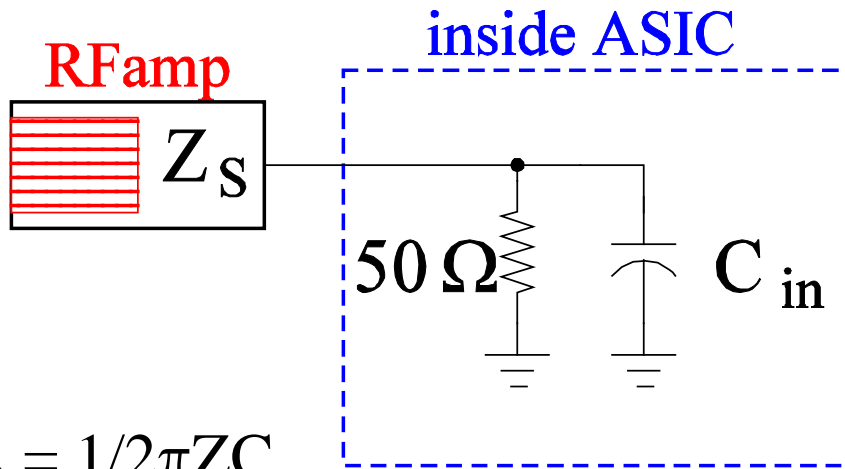 inside ASIC
RFamp
Z S
50 Ω
C in
= 1/2πZC